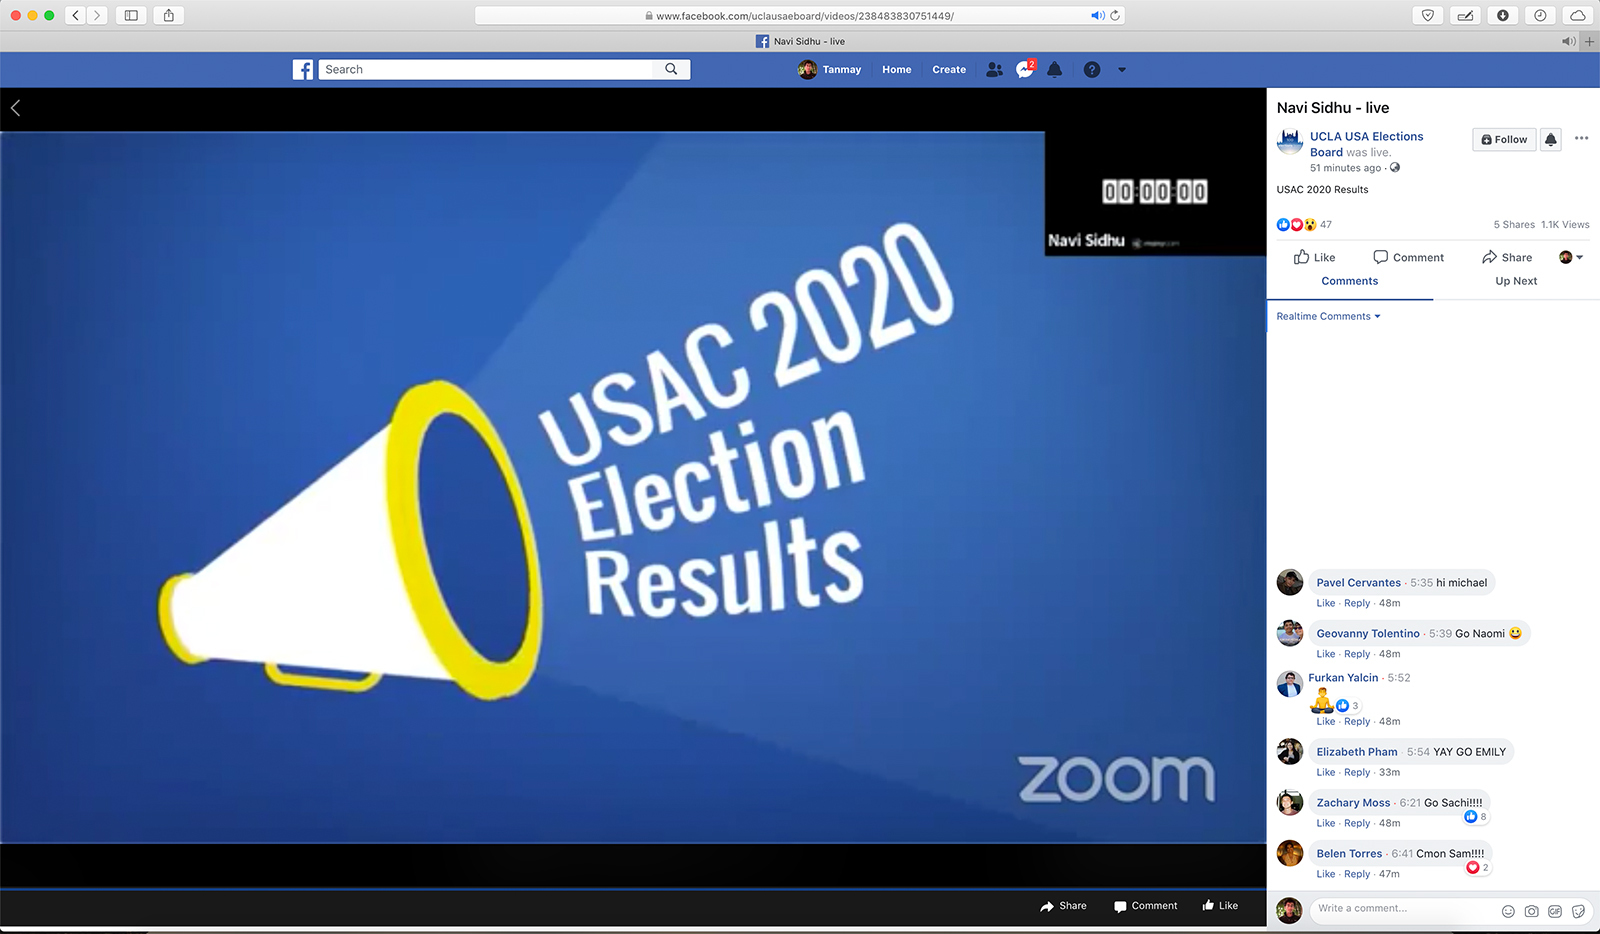 www.facebook.com/uclausaeboard/videos/238483830751449/
Navi Sidhu - live
Search
Tanmay
Home
Create
2
00:00:00
Navi Sidhu
USAC 2020
Election
Results
zoom
Share
Comment
Like
Navi Sidhu - live
UCLA USA Elections
Board was live.
51 minutes ago ·
Follow
USAC 2020 Results
47
5 Shares 1.1K Views
Like
Comment
Share
Comments
Up Next
Realtime Comments
Pavel Cervantes · 5:35 hi michael
Like · Reply · 48m
Geovanny Tolentino · 5:39 Go Naomi 😃
Like · Reply · 48m
Furkan Yalcin · 5:52
3
Like · Reply · 48m
Elizabeth Pham · 5:54 YAY GO EMILY
Like · Reply · 33m
Zachary Moss · 6:21 Go Sachi!!!!
8
Like · Reply · 48m
Belen Torres · 6:41 Cmon Sam!!!!
2
Like · Reply · 47m
Write a comment...
GIF